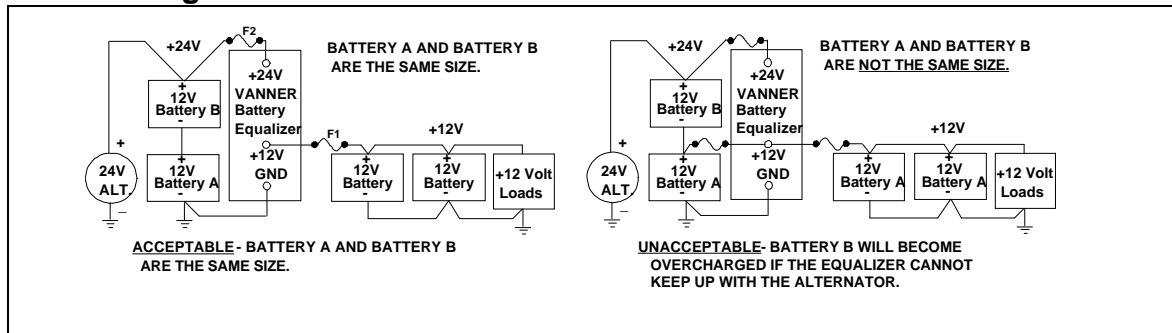 +24V
F2
BATTERY A AND BATTERY B
ARE THE SAME SIZE.
+
12V
Battery B
-
+24V
VANNER
Battery
Equalizer
+12V
GND
F1
+12V
+
24V
ALT.
–
+
12V
Battery A
-
+
12V
Battery
-
+
12V
Battery
-
+12 Volt
Loads
ACCEPTABLE - BATTERY A AND BATTERY B
ARE THE SAME SIZE.
+24V
BATTERY A AND BATTERY B
ARE NOT THE SAME SIZE.
+
12V
Battery B
-
+24V
VANNER
Battery
Equalizer
+12V
GND
+12V
+
24V
ALT.
–
+
12V
Battery A
-
+
12V
Battery A
-
+
12V
Battery A
-
+12 Volt
Loads
UNACCEPTABLE- BATTERY B WILL BECOME
OVERCHARGED IF THE EQUALIZER CANNOT
KEEP UP WITH THE ALTERNATOR.